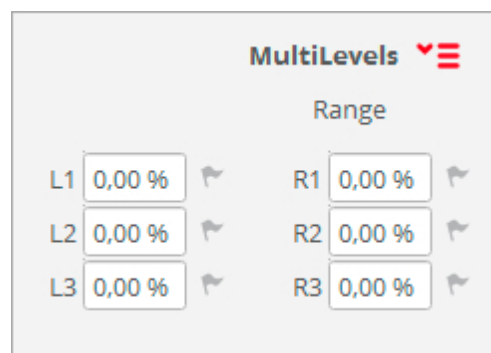 MultiLevels
Range
L1 0,00 % R1 0,00 %
L2 0,00 % R2 0,00 %
L3 0,00 % R3 0,00 %